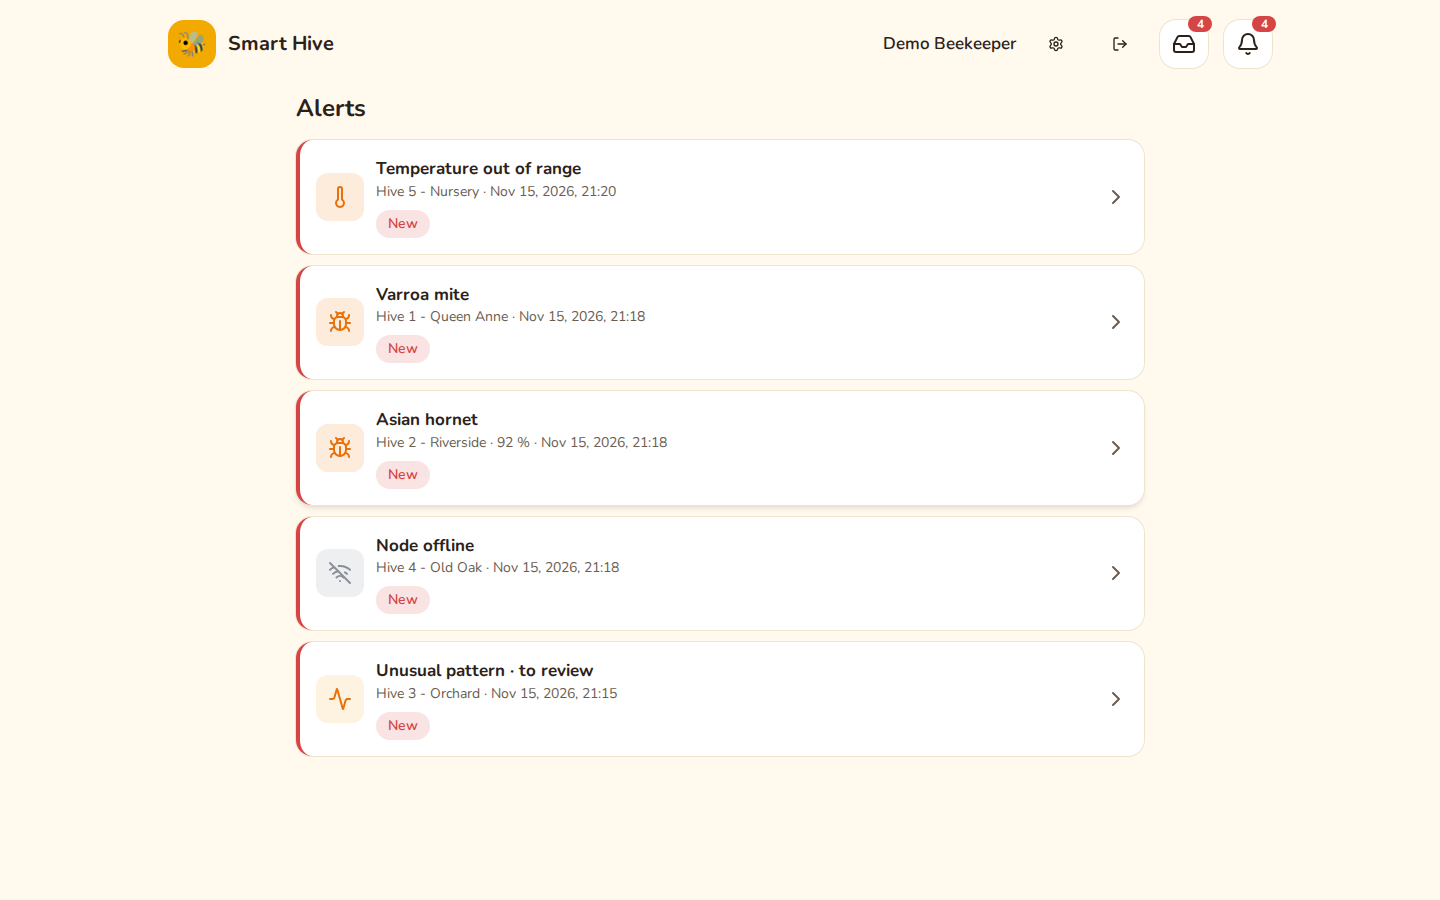 Smart Hive
Demo Beekeeper
4
4
Alerts
Temperature out of range
Hive 5 - Nursery · Nov 15, 2026, 21:20
New
Varroa mite
Hive 1 - Queen Anne · Nov 15, 2026, 21:18
New
Asian hornet
Hive 2 - Riverside · 92 % · Nov 15, 2026, 21:18
New
Node offline
Hive 4 - Old Oak · Nov 15, 2026, 21:18
New
Unusual pattern · to review
Hive 3 - Orchard · Nov 15, 2026, 21:15
New